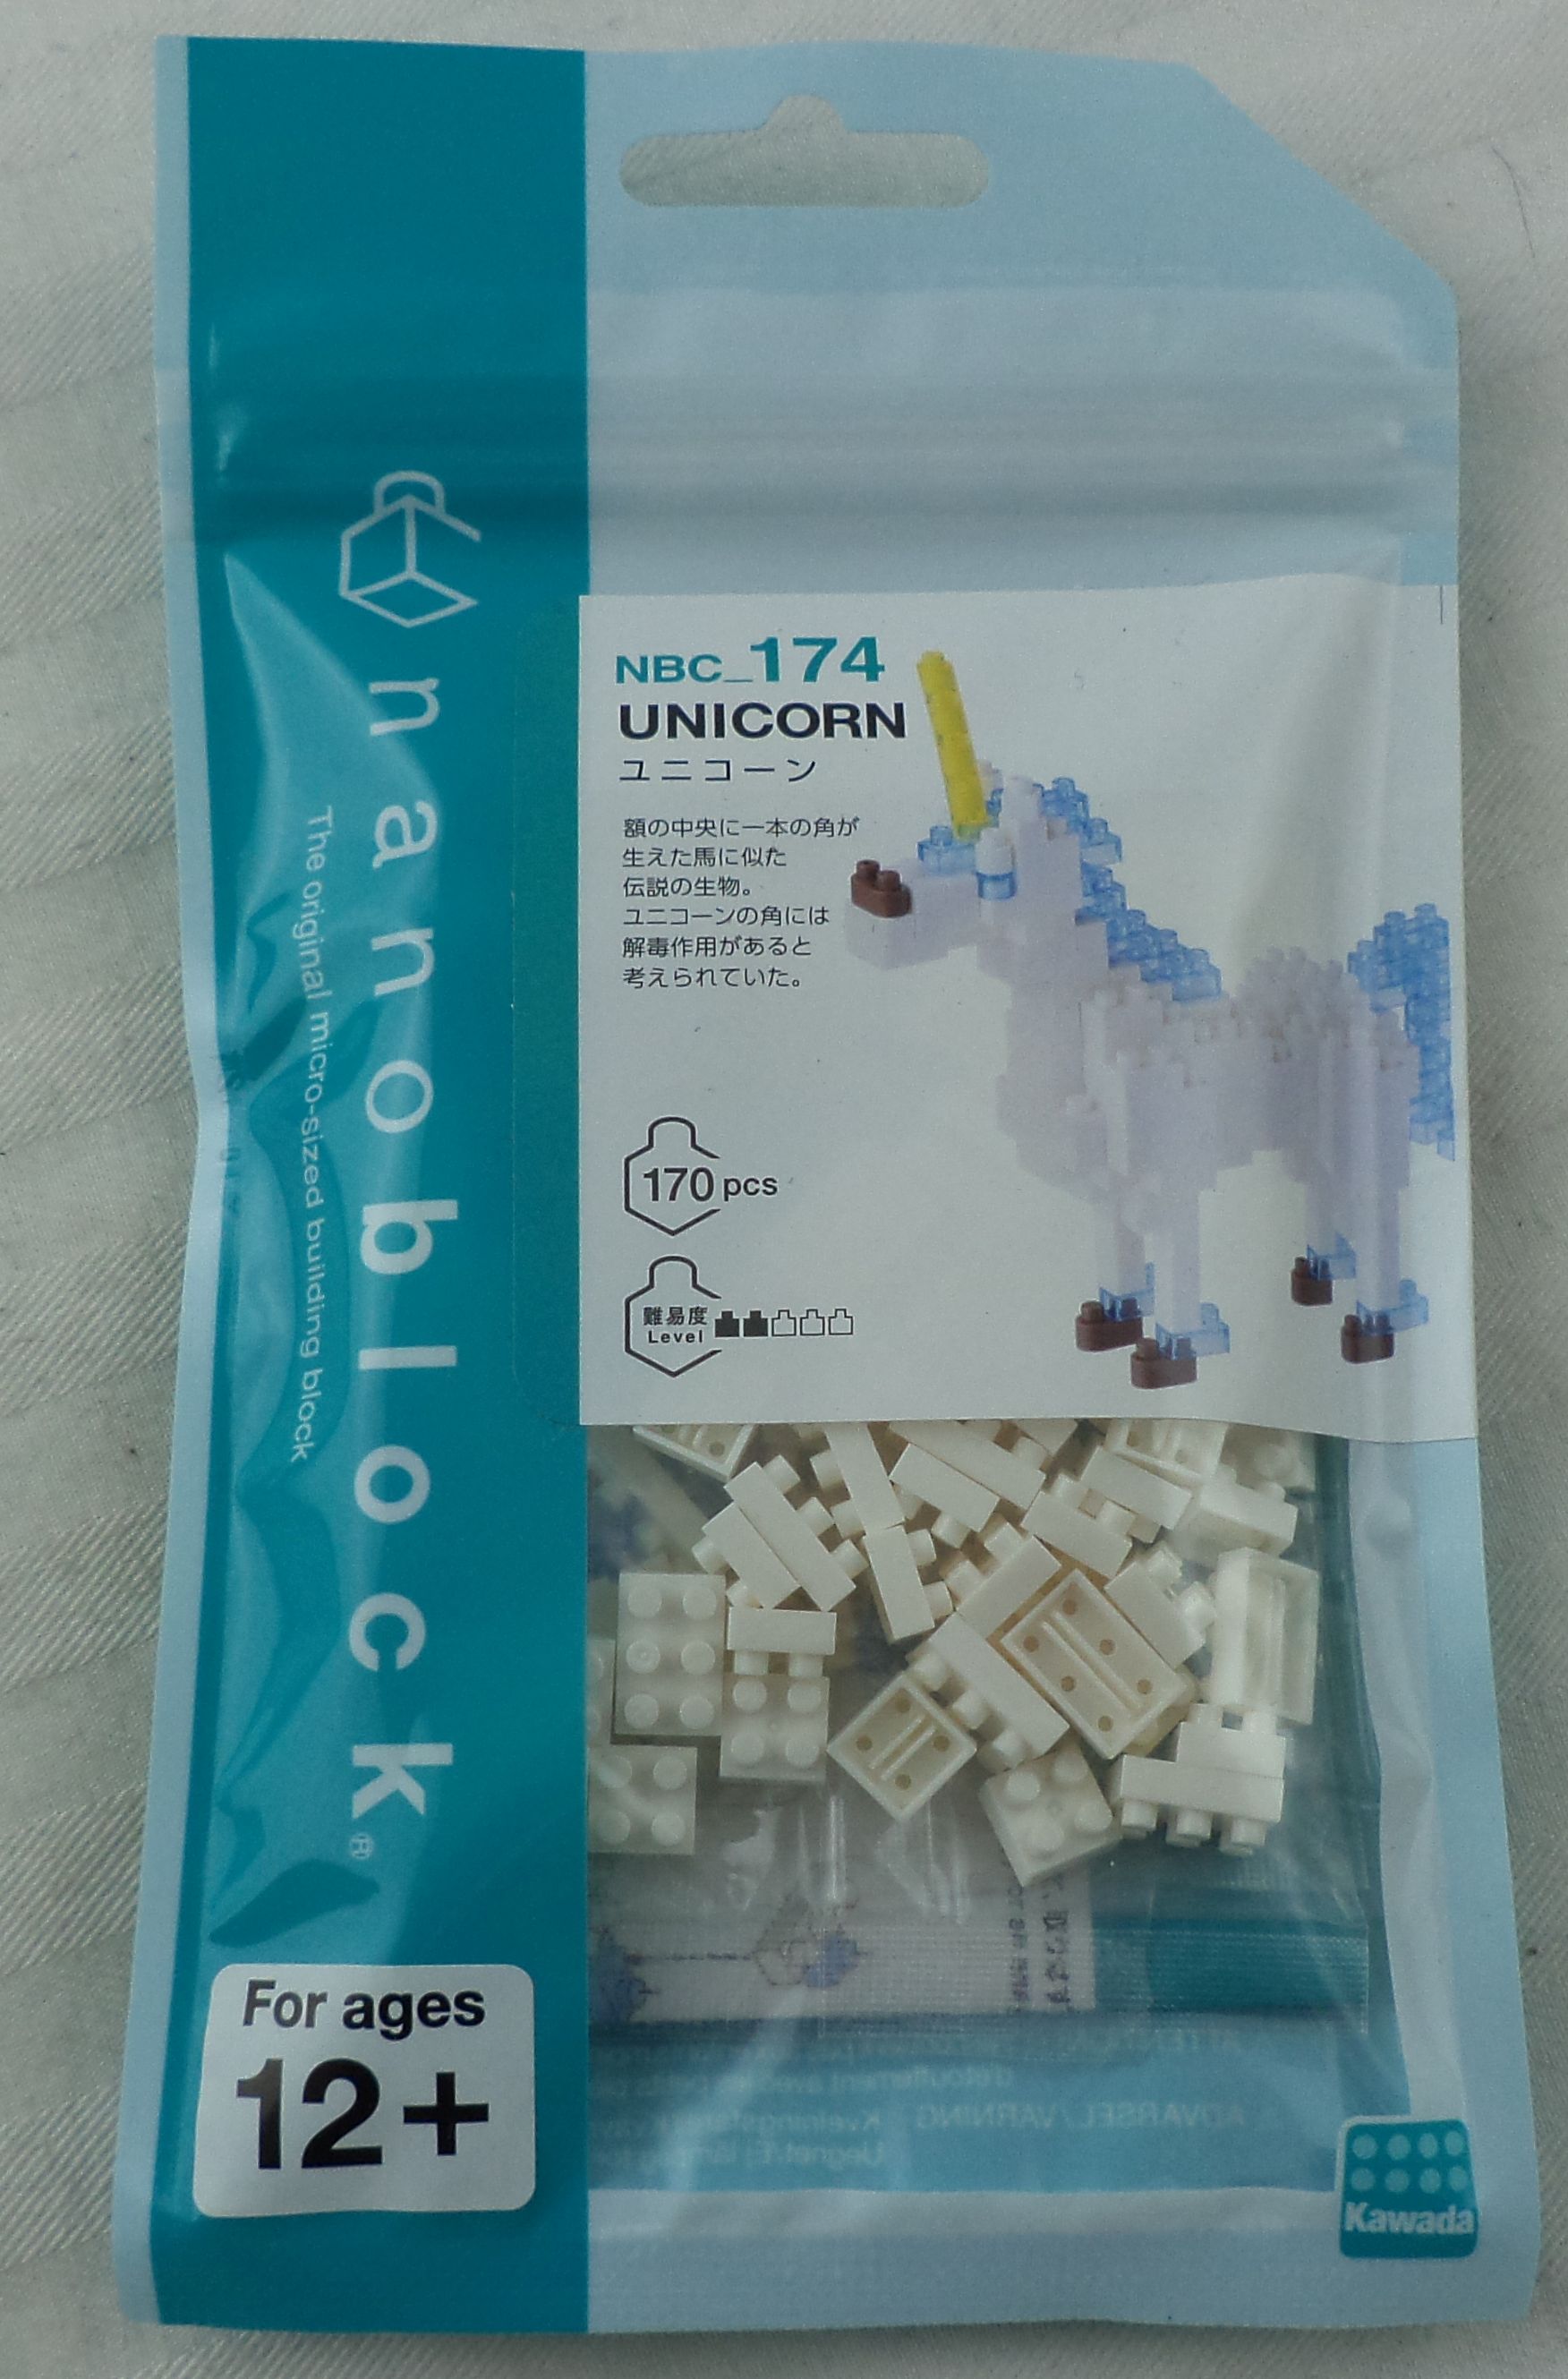 nanoblock®
The original micro-sized building block
NBC_174
UNICORN
ユニコーン
額の中央に一本の角が
生えた馬に似た
伝説の生物。
ユニコーンの角には
解毒作用があると
考えられていた。
170 pcs
難易度
Level
For ages
12+
ADVARSEL/VARNING
Kawada